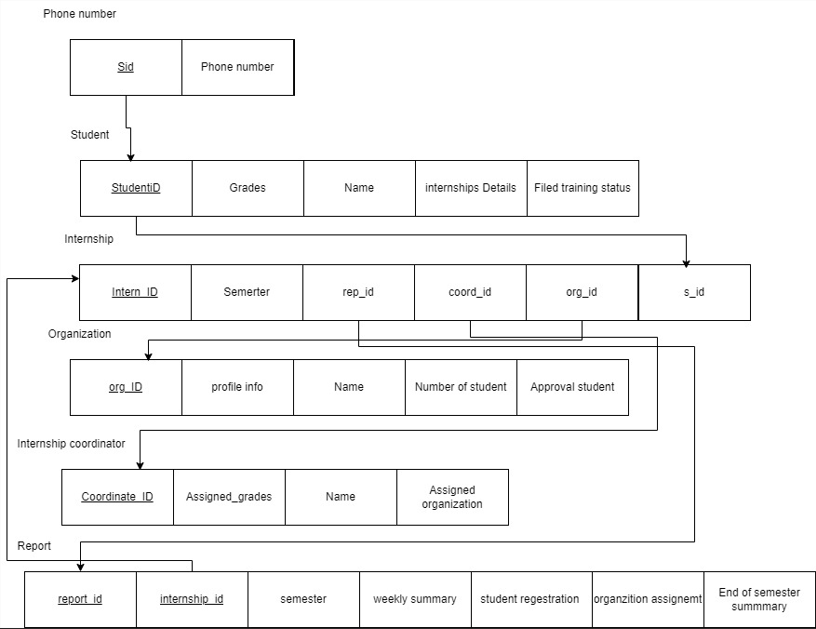 Phone number
Sid
Phone number
Student
StudentiD
Grades
Name
internships Details
Filed training status
Internship
Intern_ID
Semerter
rep_id
coord_id
org_id
s_id
Organization
org_ID
profile info
Name
Number of student
Approval student
Internship coordinator
Coordinate_ID
Assigned_grades
Name
Assigned
organization
Report
report_id
internship_id
semester
weekly summary
student regestration
organzition assignemt
End of semester
summmary